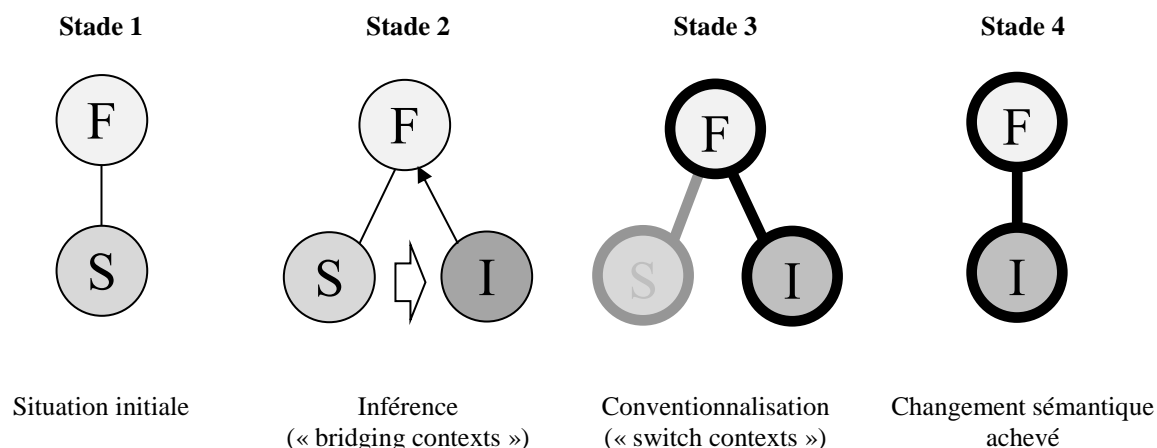 Stade 1
Stade 2
Stade 3
Stade 4
F
F
F
F
S
S
I
S
I
I
Situation initiale
Inférence
(« bridging contexts »)
Conventionnalisation
(« switch contexts »)
Changement sémantique
achevé